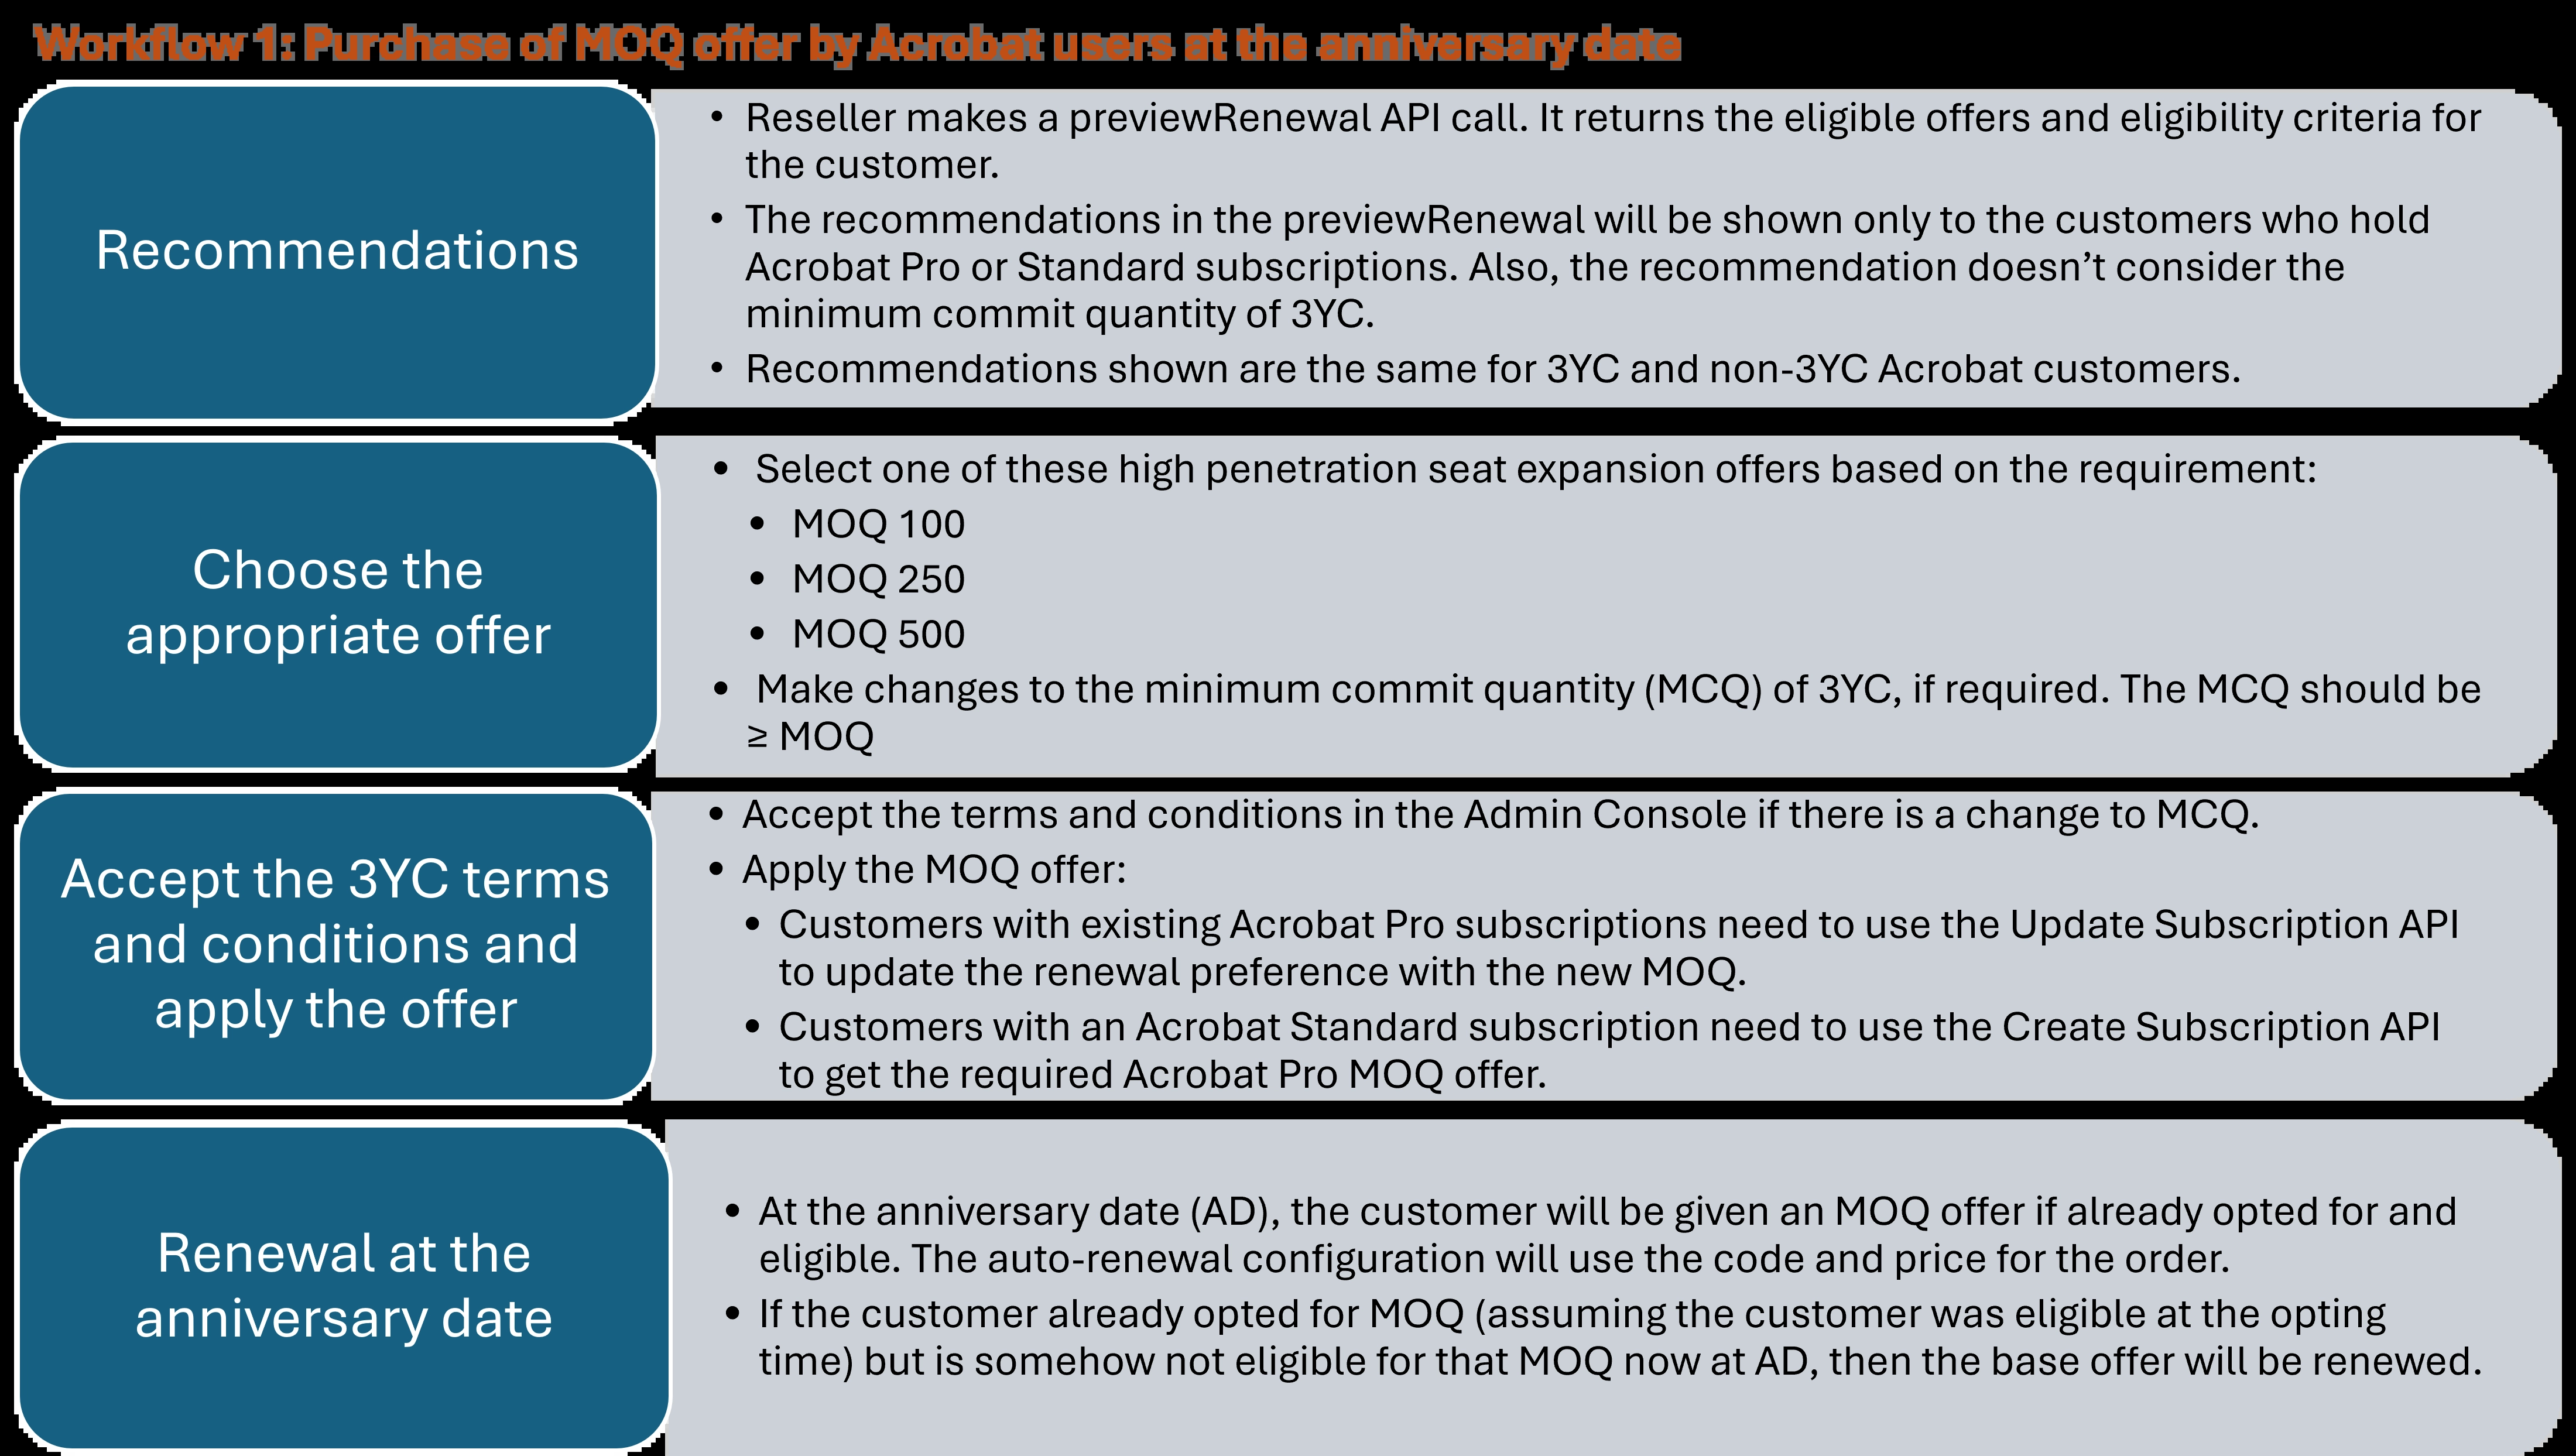 Workflow 1: Purchase of MOQ offer by Acrobat users at the anniversary date
Recommendations
• Reseller makes a previewRenewal API call. It returns the eligible offers and eligibility criteria for
the customer.
• The recommendations in the previewRenewal will be shown only to the customers who hold
Acrobat Pro or Standard subscriptions. Also, the recommendation doesn’t consider the
minimum commit quantity of 3YC.
• Recommendations shown are the same for 3YC and non-3YC Acrobat customers.
Choose the
appropriate offer
• Select one of these high penetration seat expansion offers based on the requirement:
• MOQ 100
• MOQ 250
• MOQ 500
• Make changes to the minimum commit quantity (MCQ) of 3YC, if required. The MCQ should be
≥ MOQ
Accept the 3YC terms
and conditions and
apply the offer
• Accept the terms and conditions in the Admin Console if there is a change to MCQ.
• Apply the MOQ offer:
• Customers with existing Acrobat Pro subscriptions need to use the Update Subscription API
to update the renewal preference with the new MOQ.
• Customers with an Acrobat Standard subscription need to use the Create Subscription API
to get the required Acrobat Pro MOQ offer.
Renewal at the
anniversary date
• At the anniversary date (AD), the customer will be given an MOQ offer if already opted for and
eligible. The auto-renewal configuration will use the code and price for the order.
• If the customer already opted for MOQ (assuming the customer was eligible at the opting
time) but is somehow not eligible for that MOQ now at AD, then the base offer will be renewed.